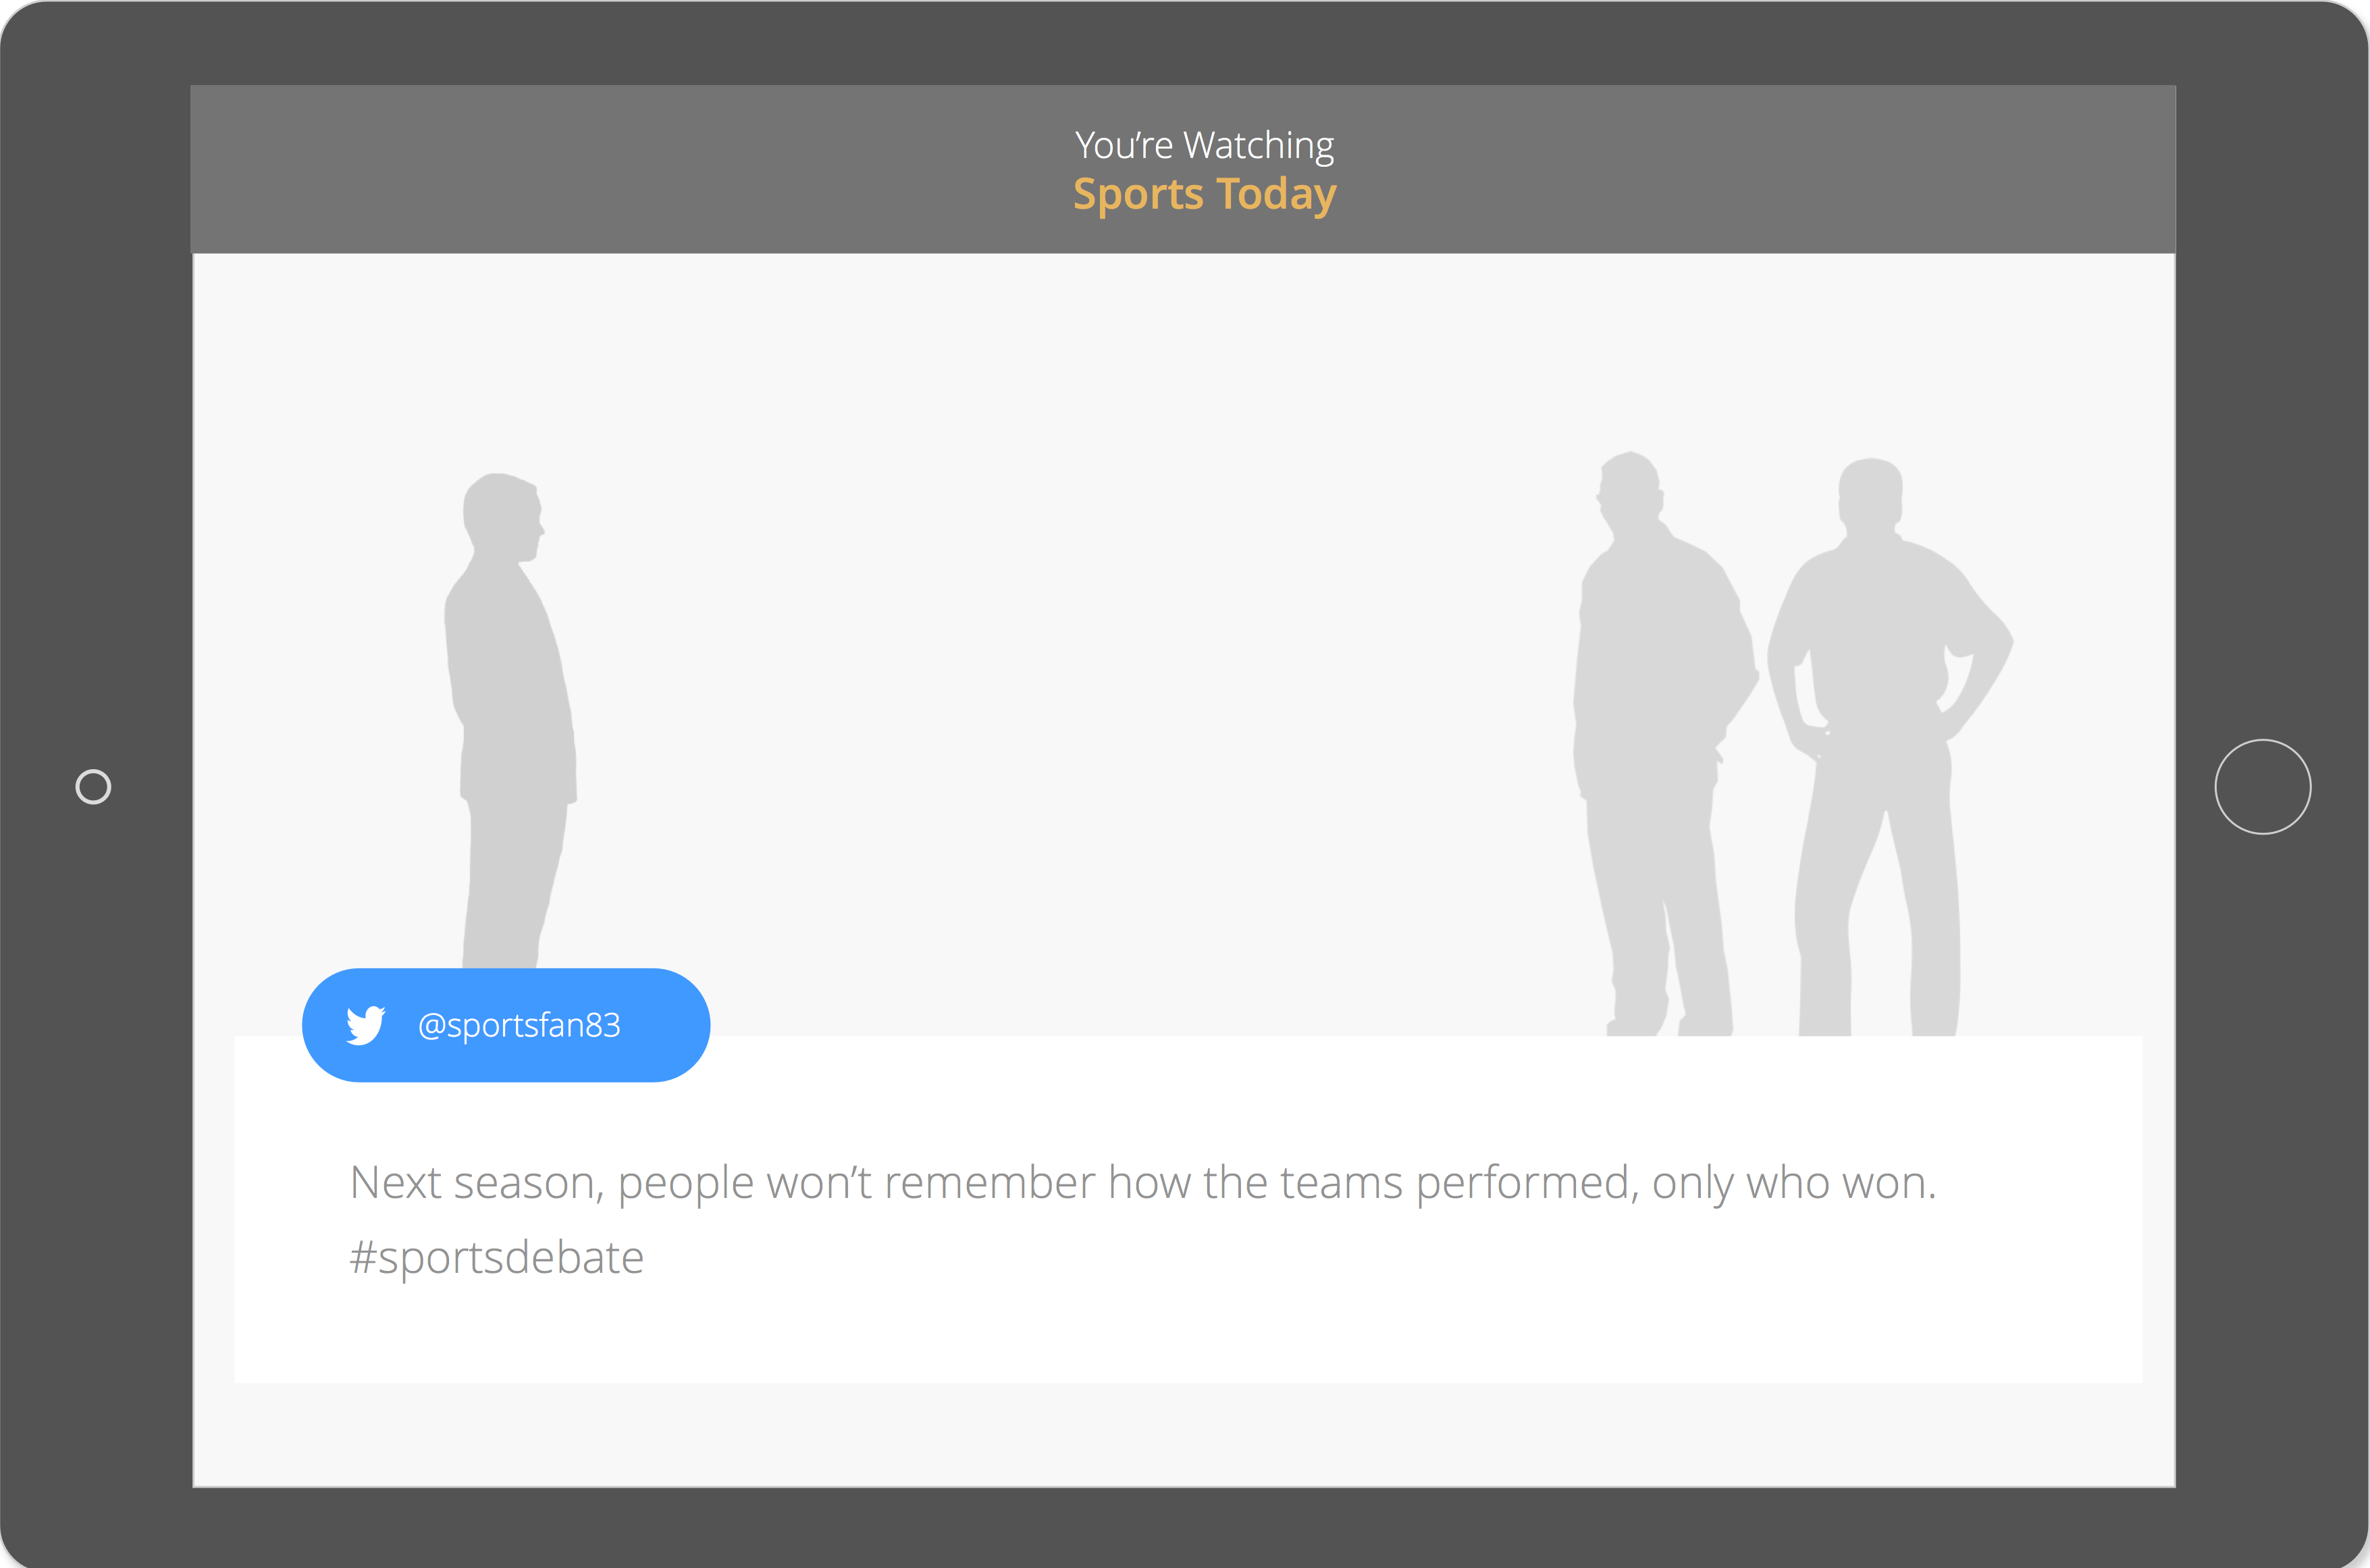 You’re Watching
Sports Today
@sportsfan83
Next season, people won’t remember how the teams performed, only who won.
#sportsdebate